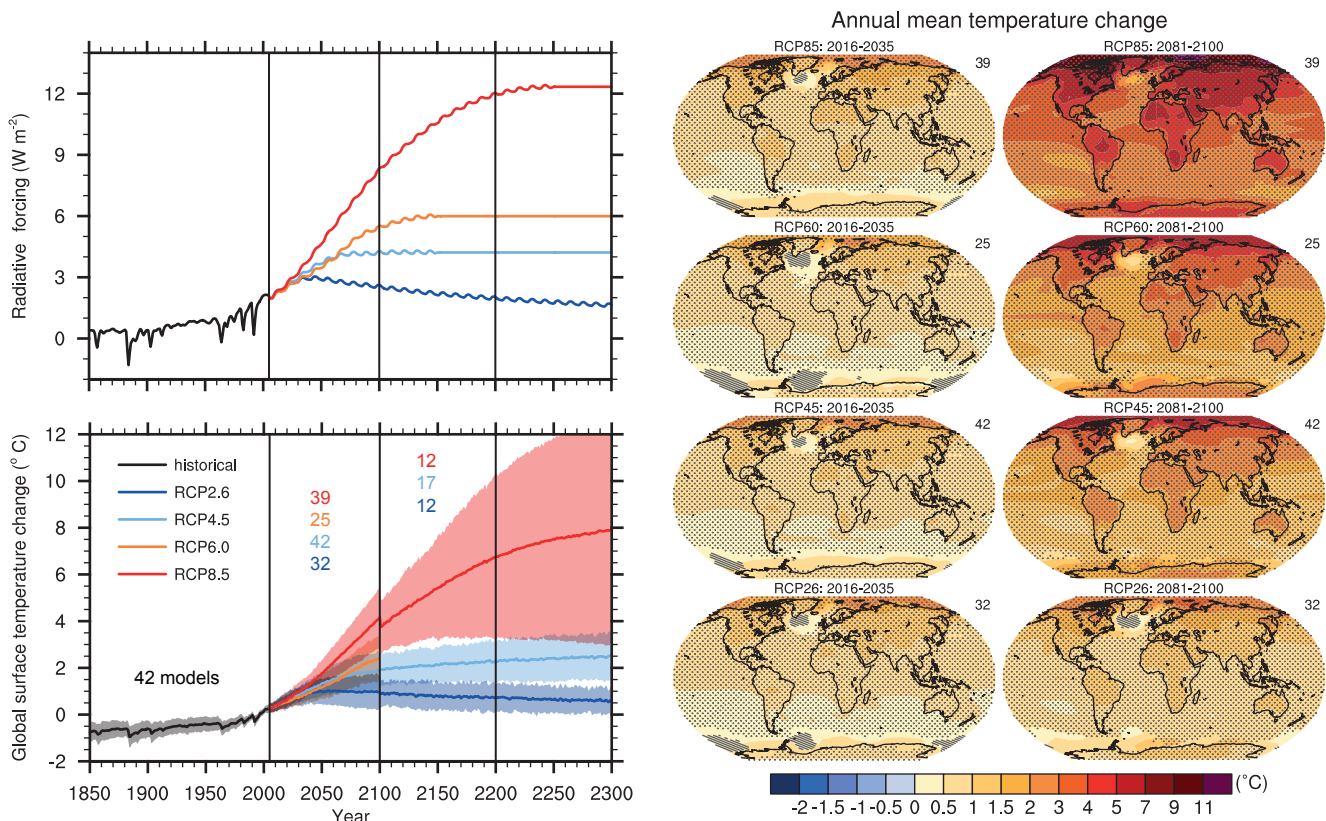 Radiative forcing (W m-2)
12
9
6
3
0
Global surface temperature change (° C)
12
10
8
6
4
2
0
-2
historical
RCP2.6
RCP4.5
RCP6.0
RCP8.5
39
25
42
32
12
17
12
42 models
1850 1900 1950 2000 2050 2100 2150 2200 2250 2300
Year
Annual mean temperature change
RCP85: 2016-2035
39
RCP85: 2081-2100
39
RCP60: 2016-2035
25
RCP60: 2081-2100
25
RCP45: 2016-2035
42
RCP45: 2081-2100
42
RCP26: 2016-2035
32
RCP26: 2081-2100
32
-2 -1.5 -1 -0.5 0 0.5 1 1.5 2 3 4 5 7 9 11
(°C)